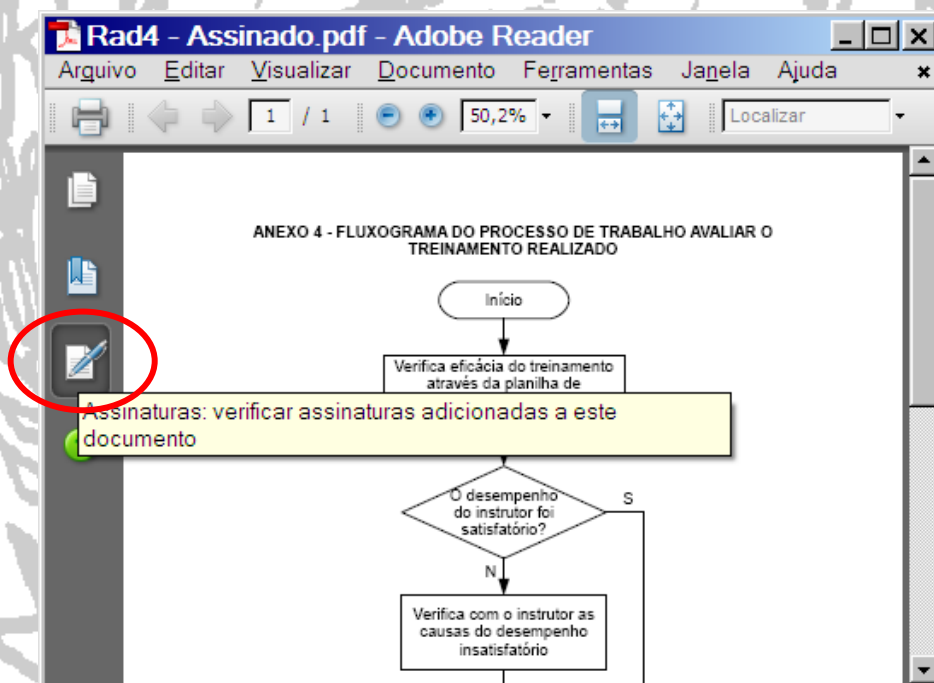 Rad4 - Assinado.pdf - Adobe Reader
Arquivo Editar Visualizar Documento Ferramentas Janela Ajuda
1 / 1 50,2% Localizar
ANEXO 4 - FLUXOGRAMA DO PROCESSO DE TRABALHO AVALIAR O
TREINAMENTO REALIZADO
Início
Verifica eficácia do treinamento
através da planilha de
Assinaturas: verificar assinaturas adicionadas a este
documento
O desempenho
do instrutor foi
satisfatório?
S
N
Verifica com o instrutor as
causas do desempenho
insatisfatório